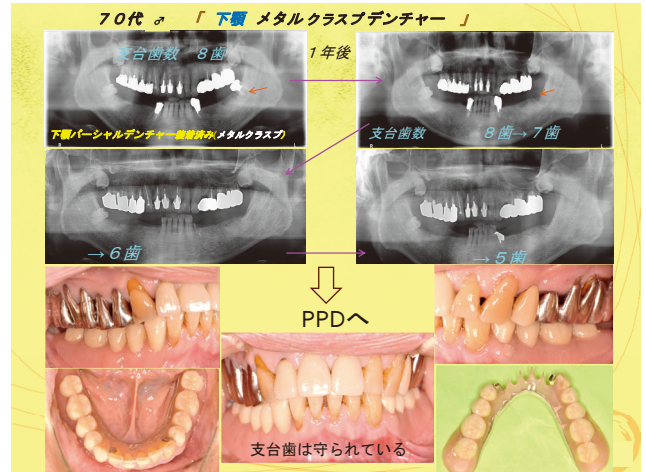 ７０代 ♂ 「 下顎 メタルクラスプデンチャー 」
支台歯数 ８歯
１年後
下顎パーシャルデンチャー装着済み(メタルクラスプ)
支台歯数 ８歯→７歯
→６歯
→５歯
PPDへ
支台歯は守られている